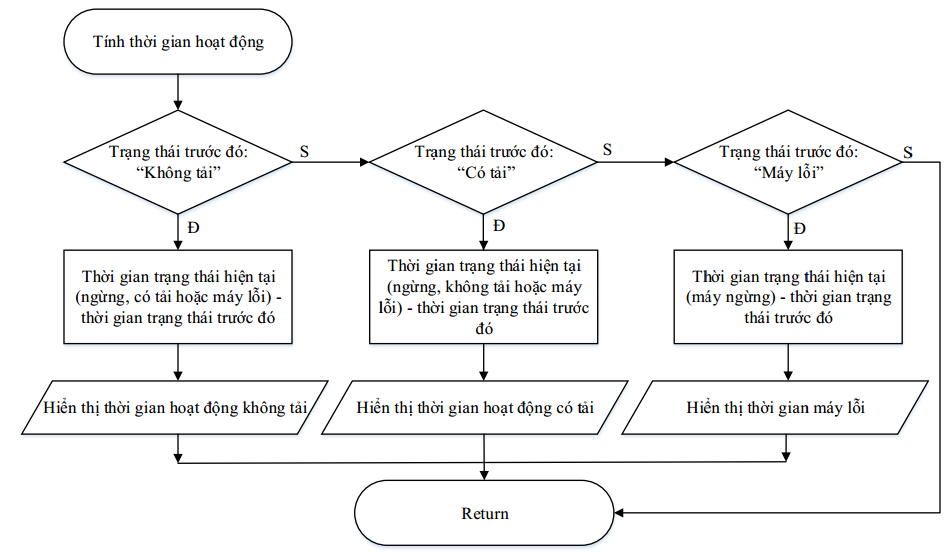 Tính thời gian hoạt động
Trạng thái trước đó:
“Không tải”
S
Trạng thái trước đó:
“Có tải”
S
Trạng thái trước đó:
“Máy lỗi”
S
Đ
Đ
Đ
Thời gian trạng thái hiện tại
(ngừng, có tải hoặc máy lỗi) -
thời gian trạng thái trước đó
Thời gian trạng thái hiện tại
(ngừng, không tải hoặc máy
lỗi) - thời gian trạng thái trước
đó
Thời gian trạng thái hiện tại
(máy ngừng) - thời gian trạng
thái trước đó
Hiển thị thời gian hoạt động không tải
Hiển thị thời gian hoạt động có tải
Hiển thị thời gian máy lỗi
Return